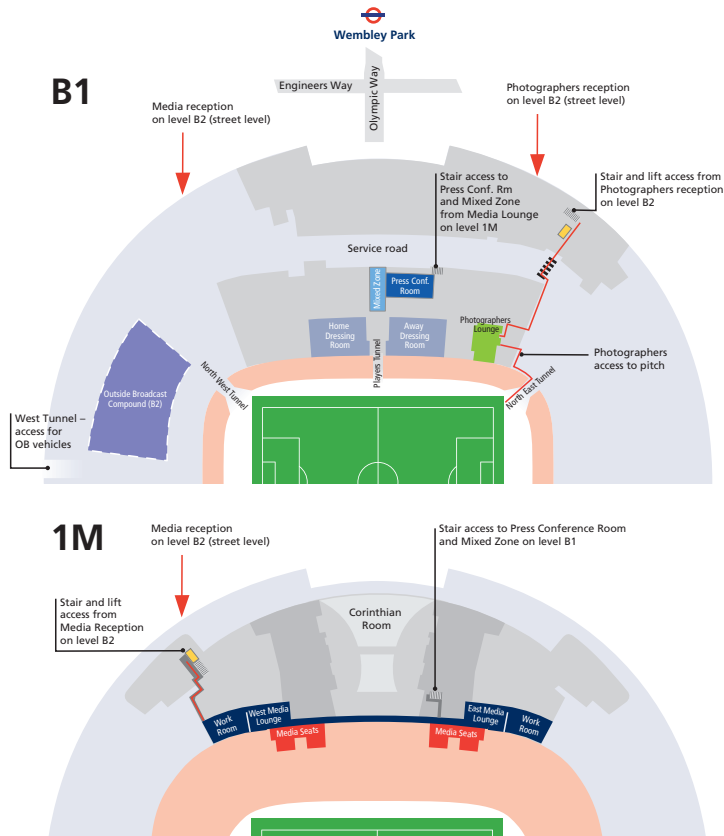 Wembley Park
B1
Engineers Way
Olympic Way
Media reception
on level B2 (street level)
Photographers reception
on level B2 (street level)
Stair access to
Press Conf. Rm
and Mixed Zone
from Media Lounge
on level 1M
Stair and lift access from
Photographers reception
on level B2
Service road
Mixed Zone
Press Conf.
Room
Home
Dressing
Room
Away
Dressing
Room
Photographers
Lounge
Players Tunnel
Photographers
access to pitch
North West Tunnel
North East Tunnel
Outside Broadcast
Compound (B2)
West Tunnel –
access for
OB vehicles
1M
Media reception
on level B2 (street level)
Stair access to Press Conference Room
and Mixed Zone on level B1
Stair and lift
access from
Media Reception
on level B2
Corinthian
Room
Work
Room
West Media
Lounge
Media Seats
Media Seats
East Media
Lounge
Work
Room